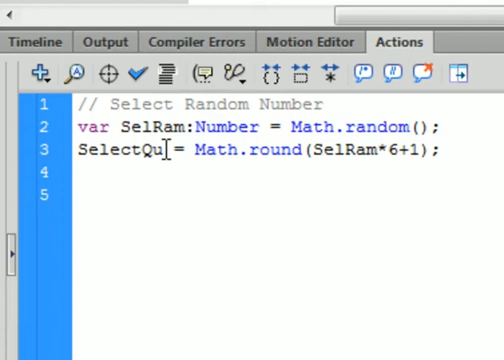 Timeline Output Compiler Errors Motion Editor Actions
1 // Select Random Number
2 var SelRam:Number = Math.random();
3 SelectQu = Math.round(SelRam*6+1);
4
5